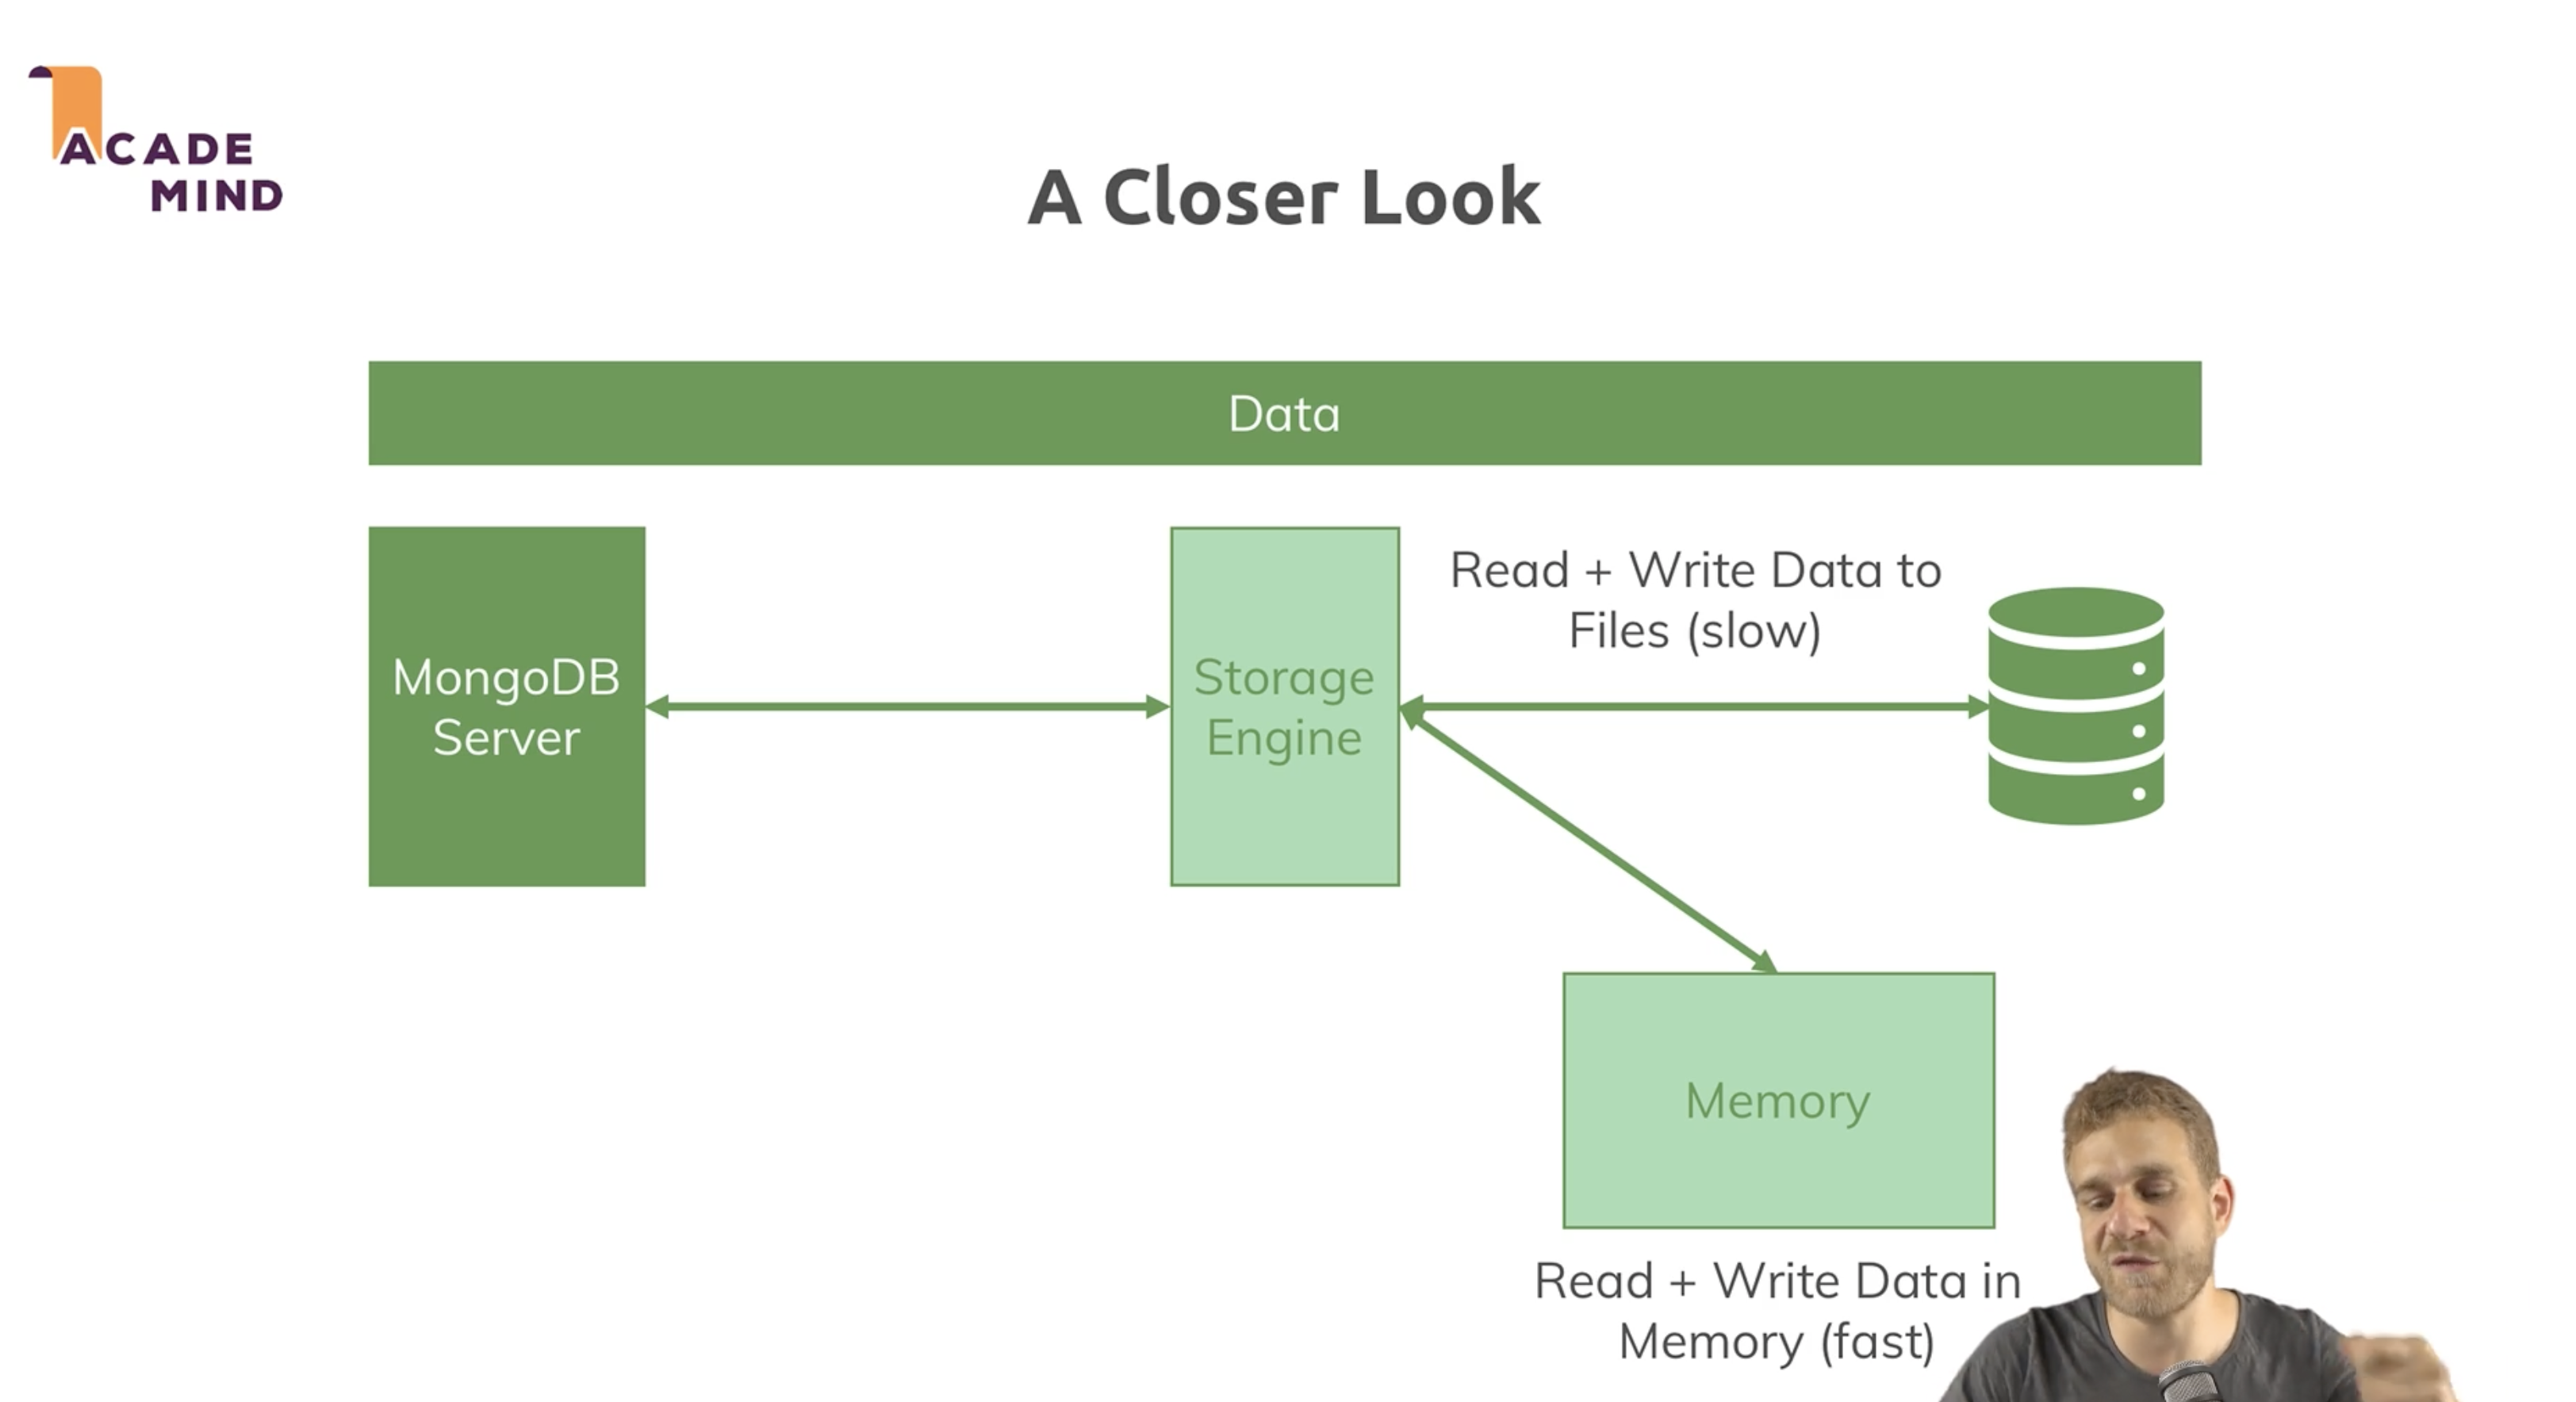 ACADE
MIND
A Closer Look
Data
MongoDB
Server
Storage
Engine
Read + Write Data to
Files (slow)
Memory
Read + Write Data in
Memory (fast)